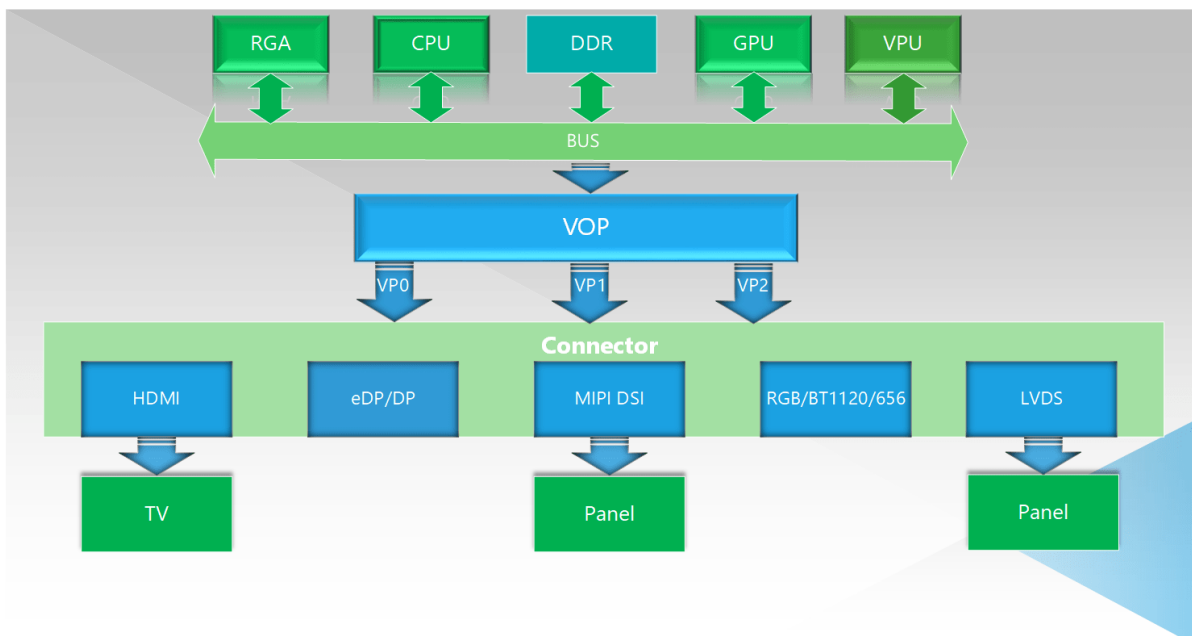 RGA
CPU
DDR
GPU
VPU
BUS
VOP
VP0
VP1
VP2
Connector
HDMI
eDP/DP
MIPI DSI
RGB/BT1120/656
LVDS
TV
Panel
Panel